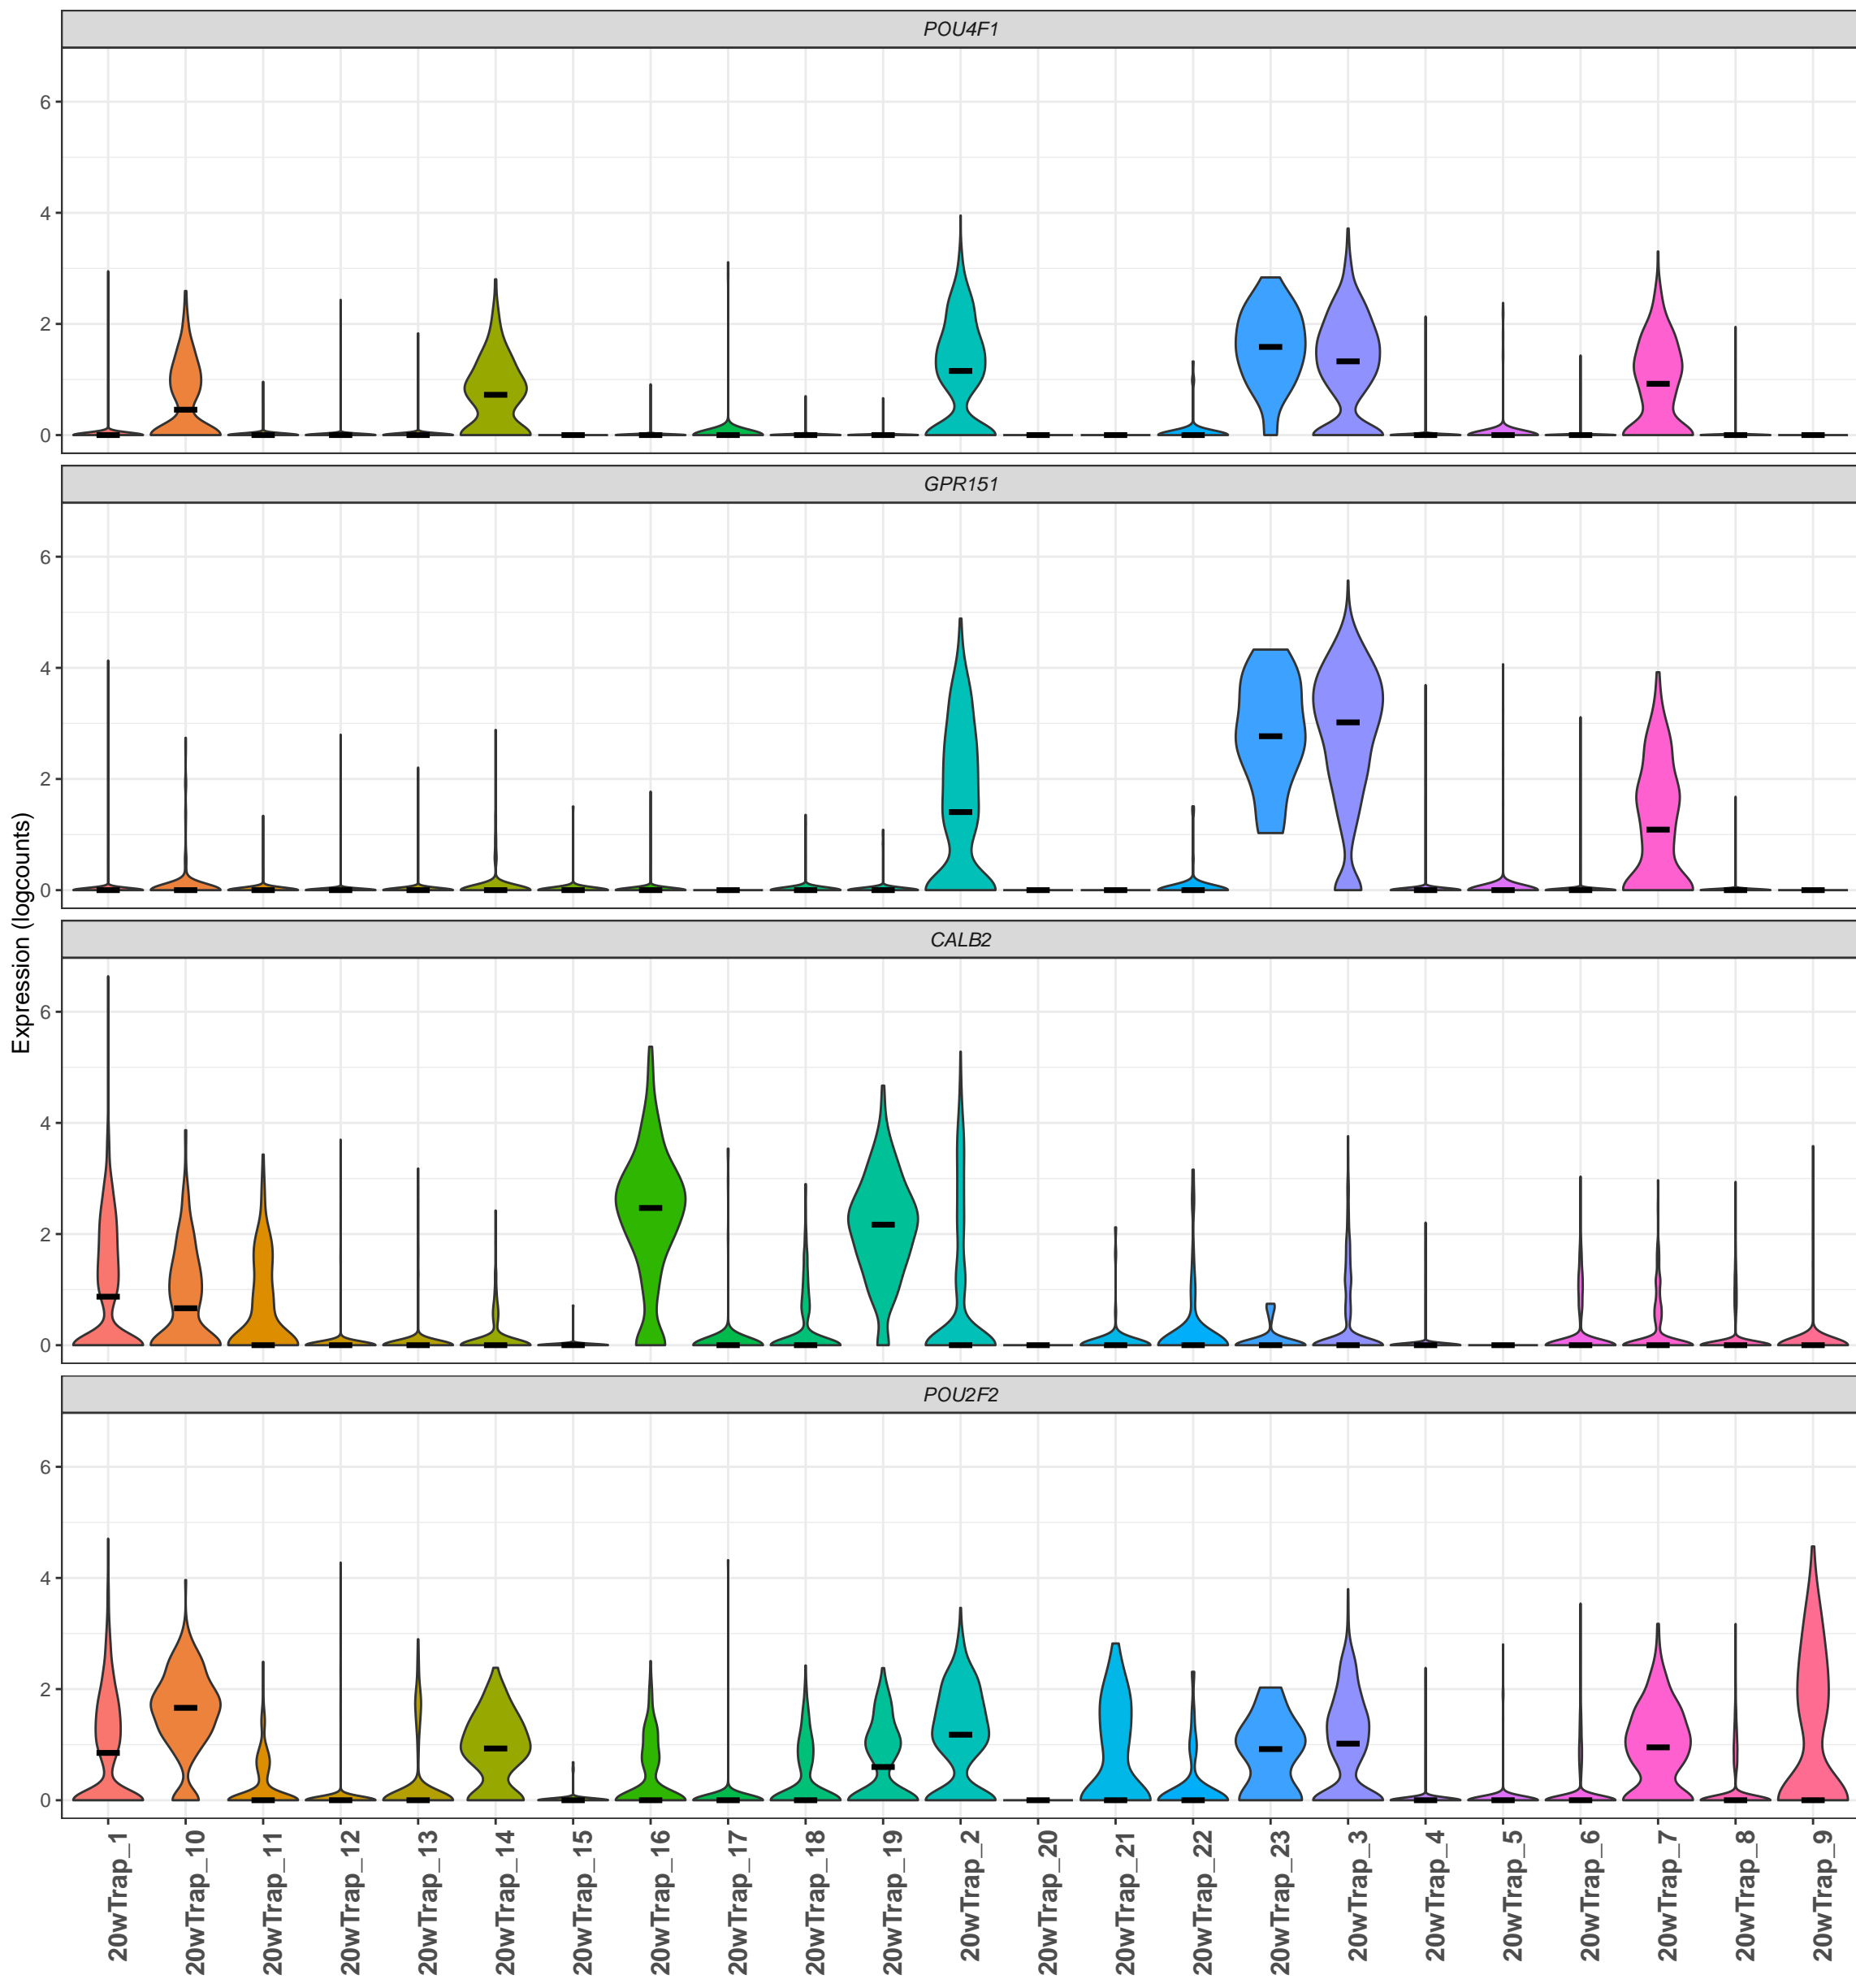 POU4F1
6
4
2
0
GPR151
6
4
2
0
CALB2
6
4
2
0
POU2F2
6
4
2
0
Expression (logcounts)
20wTrap_1
20wTrap_10
20wTrap_11
20wTrap_12
20wTrap_13
20wTrap_14
20wTrap_15
20wTrap_16
20wTrap_17
20wTrap_18
20wTrap_19
20wTrap_2
20wTrap_20
20wTrap_21
20wTrap_22
20wTrap_23
20wTrap_3
20wTrap_4
20wTrap_5
20wTrap_6
20wTrap_7
20wTrap_8
20wTrap_9